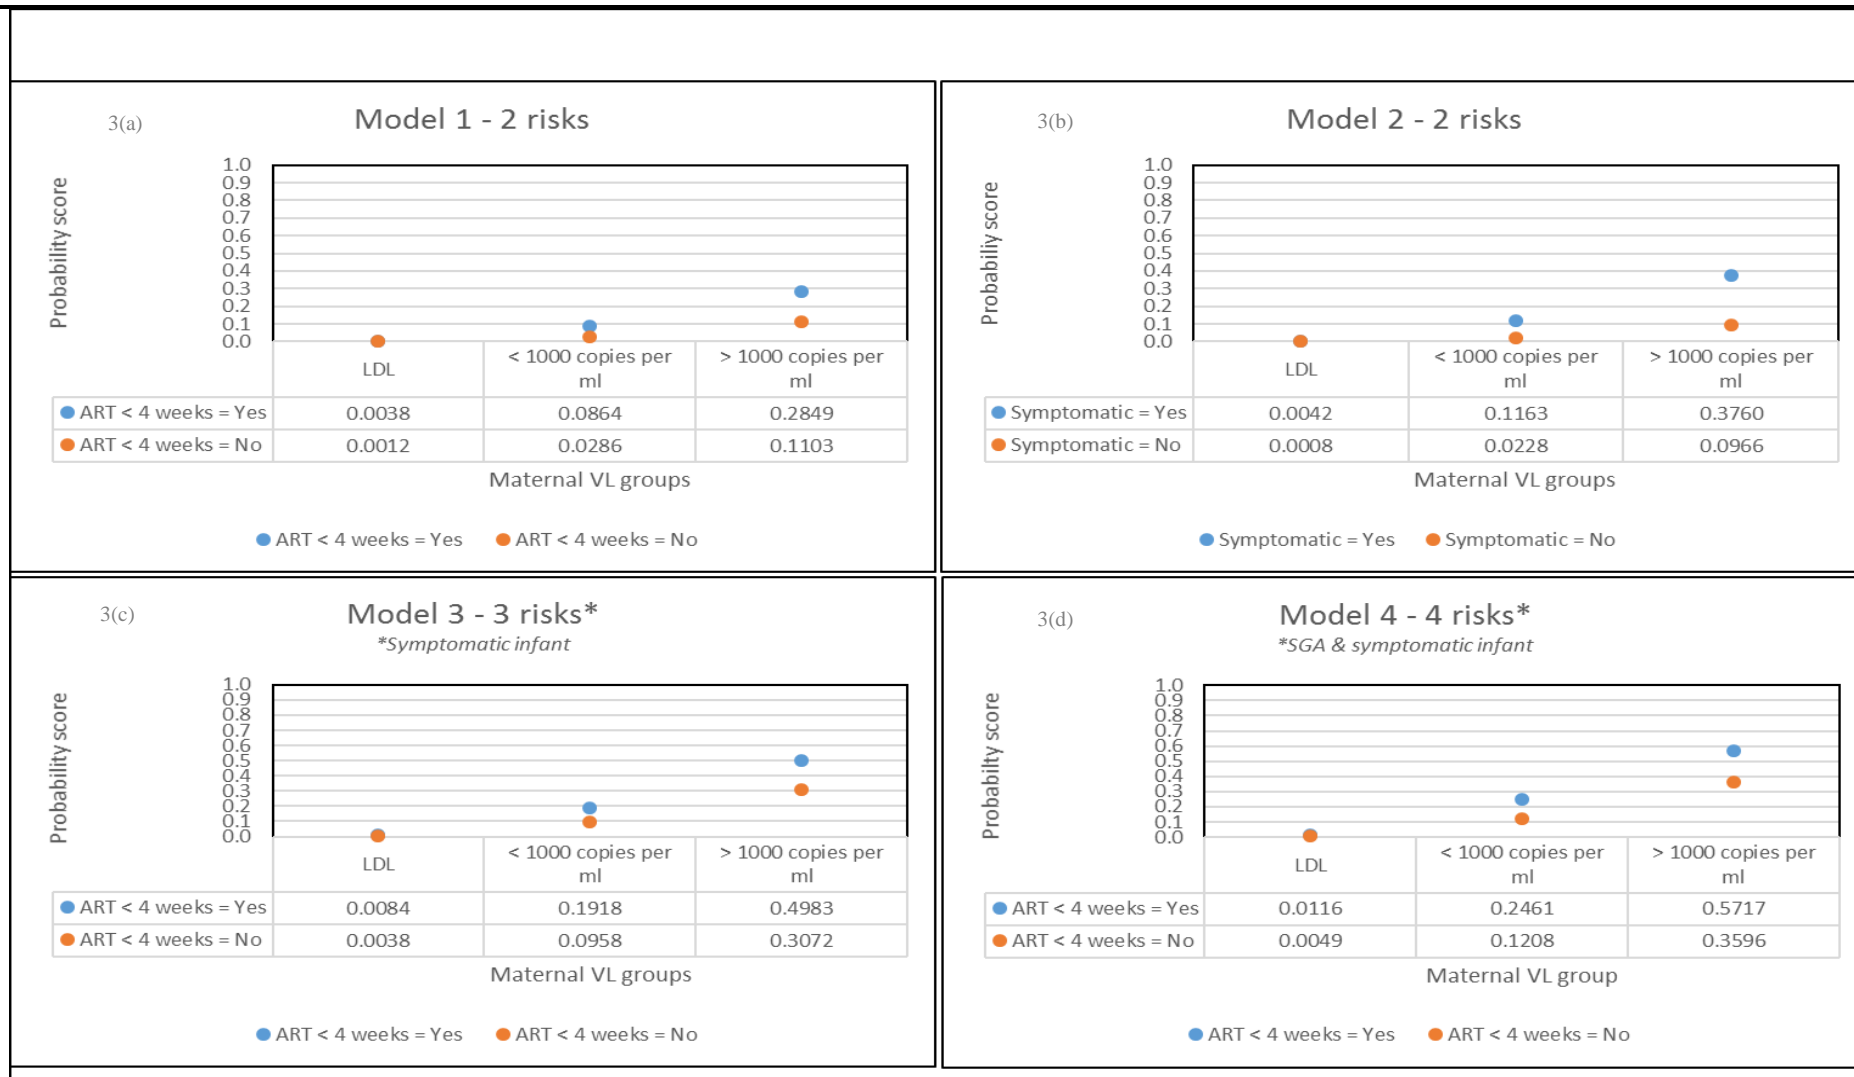 3(a)
Model 1 - 2 risks
Probability score
1.0
0.9
0.8
0.7
0.6
0.5
0.4
0.3
0.2
0.1
0.0
LDL
< 1000 copies per
ml
> 1000 copies per
ml
ART < 4 weeks = Yes 0.0038 0.0864 0.2849
ART < 4 weeks = No 0.0012 0.0286 0.1103
Maternal VL groups
ART < 4 weeks = Yes ART < 4 weeks = No
3(b)
Model 2 - 2 risks
Probabiliy score
1.0
0.9
0.8
0.7
0.6
0.5
0.4
0.3
0.2
0.1
0.0
LDL
< 1000 copies per
ml
> 1000 copies per
ml
Symptomatic = Yes 0.0042 0.1163 0.3760
Symptomatic = No 0.0008 0.0228 0.0966
Maternal VL groups
Symptomatic = Yes Symptomatic = No
3(c)
Model 3 - 3 risks*
*Symptomatic infant
Probability score
1.0
0.9
0.8
0.7
0.6
0.5
0.4
0.3
0.2
0.1
0.0
LDL
< 1000 copies per
ml
> 1000 copies per
ml
ART < 4 weeks = Yes 0.0084 0.1918 0.4983
ART < 4 weeks = No 0.0038 0.0958 0.3072
Maternal VL groups
ART < 4 weeks = Yes ART < 4 weeks = No
3(d)
Model 4 - 4 risks*
*SGA & symptomatic infant
Probabilty score
1.0
0.9
0.8
0.7
0.6
0.5
0.4
0.3
0.2
0.1
0.0
LDL
< 1000 copies per
ml
> 1000 copies per
ml
ART < 4 weeks = Yes 0.0116 0.2461 0.5717
ART < 4 weeks = No 0.0049 0.1208 0.3596
Maternal VL group
ART < 4 weeks = Yes ART < 4 weeks = No